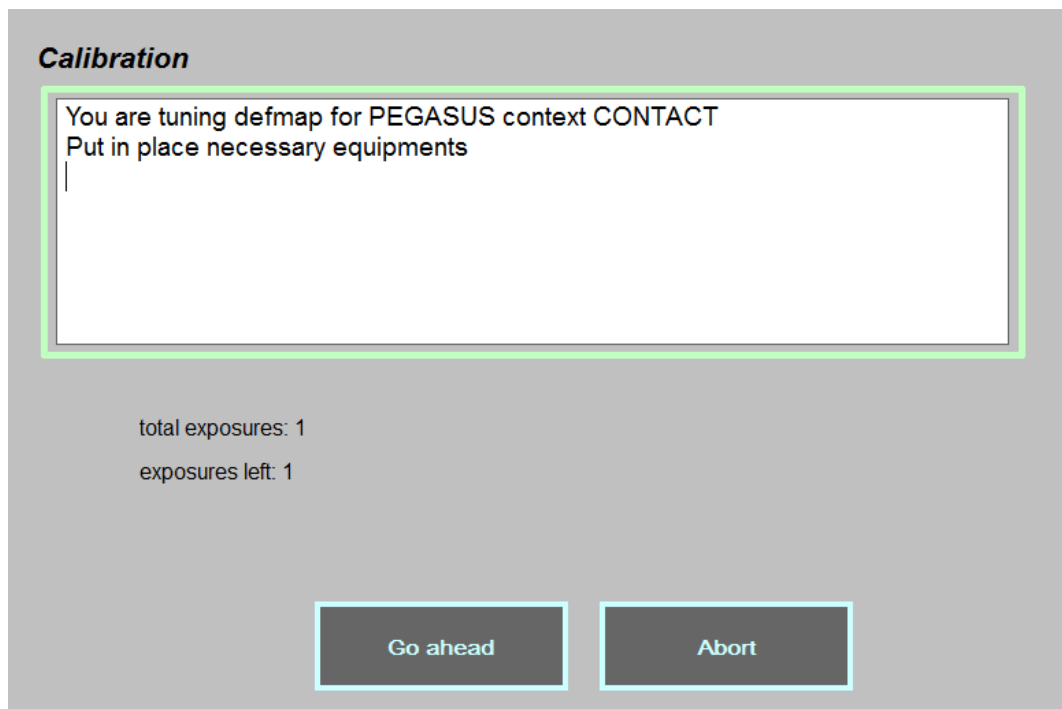 Calibration
You are tuning defmap for PEGASUS context CONTACT
Put in place necessary equipments
total exposures: 1
exposures left: 1
Go ahead
Abort